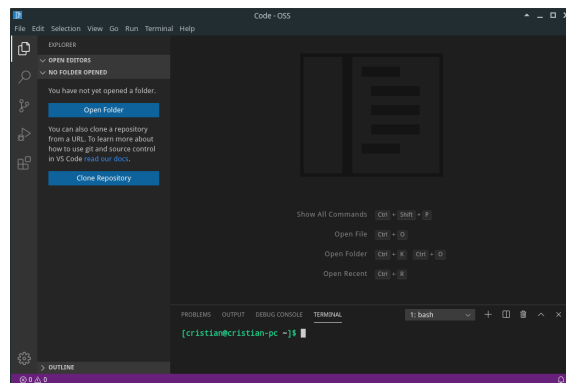 Code - OSS
File Edit Selection View Go Run Terminal Help
EXPLORER
OPEN EDITORS
NO FOLDER OPENED
You have not yet opened a folder.
Open Folder
You can also clone a repository
from a URL. To learn more about
how to use git and source control
in VS Code read our docs.
Clone Repository
OUTLINE
Show All Commands Ctrl + Shift + P
Open File Ctrl + O
Open Folder Ctrl + K Ctrl + O
Open Recent Ctrl + R
PROBLEMS OUTPUT DEBUG CONSOLE TERMINAL 1: bash
[cristian@cristian-pc ~]$
0 0